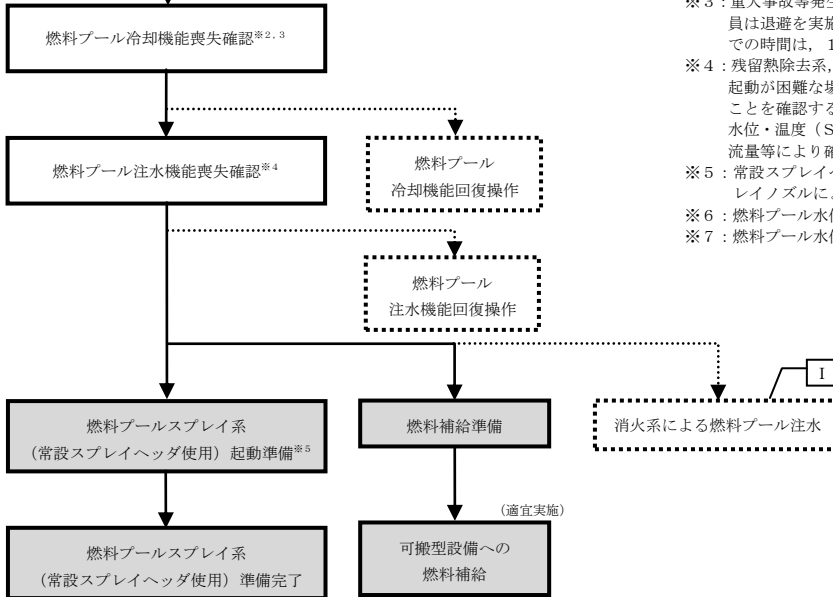 燃料プール冷却機能喪失確認※2,3
燃料プール注水機能喪失確認※4
燃料プール
冷却機能回復操作
燃料プール
注水機能回復操作
燃料プールスプレイ系
(常設スプレイヘッダ使用)起動準備※5
燃料補給準備
Ⅰ
消火系による燃料プール注水
燃料プールスプレイ系
(常設スプレイヘッダ使用)準備完了
(適宜実施)
可搬型設備への
燃料補給
※3:重大事故等発生
員は退避を実施
での時間は,1
※4:残留熱除去系,
起動が困難な場
ことを確認する
水位・温度(S
流量等により確
※5:常設スプレイヘ
レイノズルによ
※6:燃料プール水位
※7:燃料プール水位